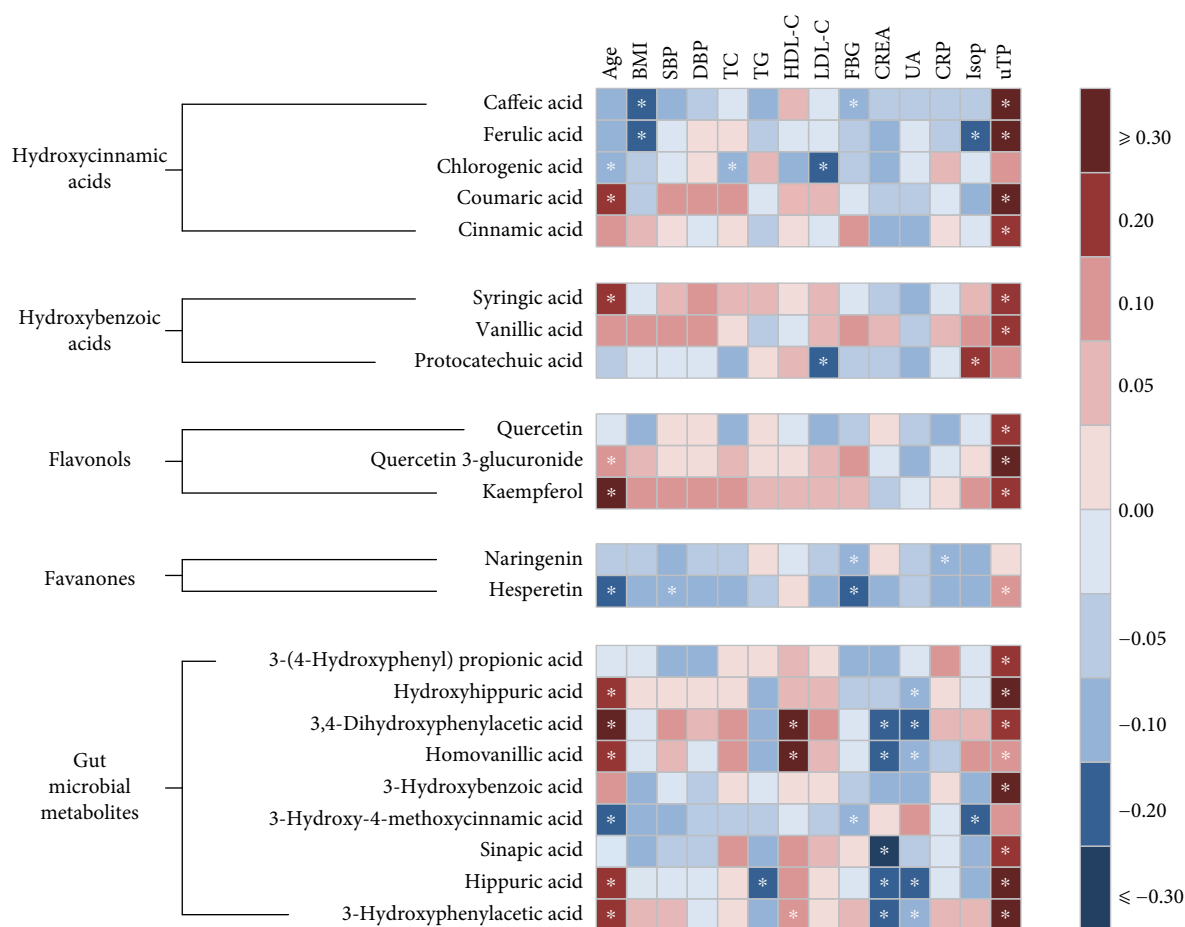 Age BMI SBP DBP TC TG HDL-C LDL-C FBG CREA UA CRP Isop uTP
Hydroxycinnamic
acids
Caffeic acid * * *
Ferulic acid * * *
Chlorogenic acid * * *
Coumaric acid * *
Cinnamic acid *
Hydroxybenzoic
acids
Syringic acid * *
Vanillic acid *
Protocatechuic acid * *
Flavonols
Quercetin *
Quercetin 3-glucuronide * *
Kaempferol * *
Favanones
Naringenin * *
Hesperetin * * * *
Gut
microbial
metabolites
3-(4-Hydroxyphenyl) propionic acid *
Hydroxyhippuric acid * * *
3,4-Dihydroxyphenylacetic acid * * * * *
Homovanillic acid * * * * *
3-Hydroxybenzoic acid *
3-Hydroxy-4-methoxycinnamic acid * * *
Sinapic acid * *
Hippuric acid * * * * *
3-Hydroxyphenylacetic acid * * * * *
⩾ 0.30
0.20
0.10
0.05
0.00
−0.05
−0.10
−0.20
⩽ −0.30